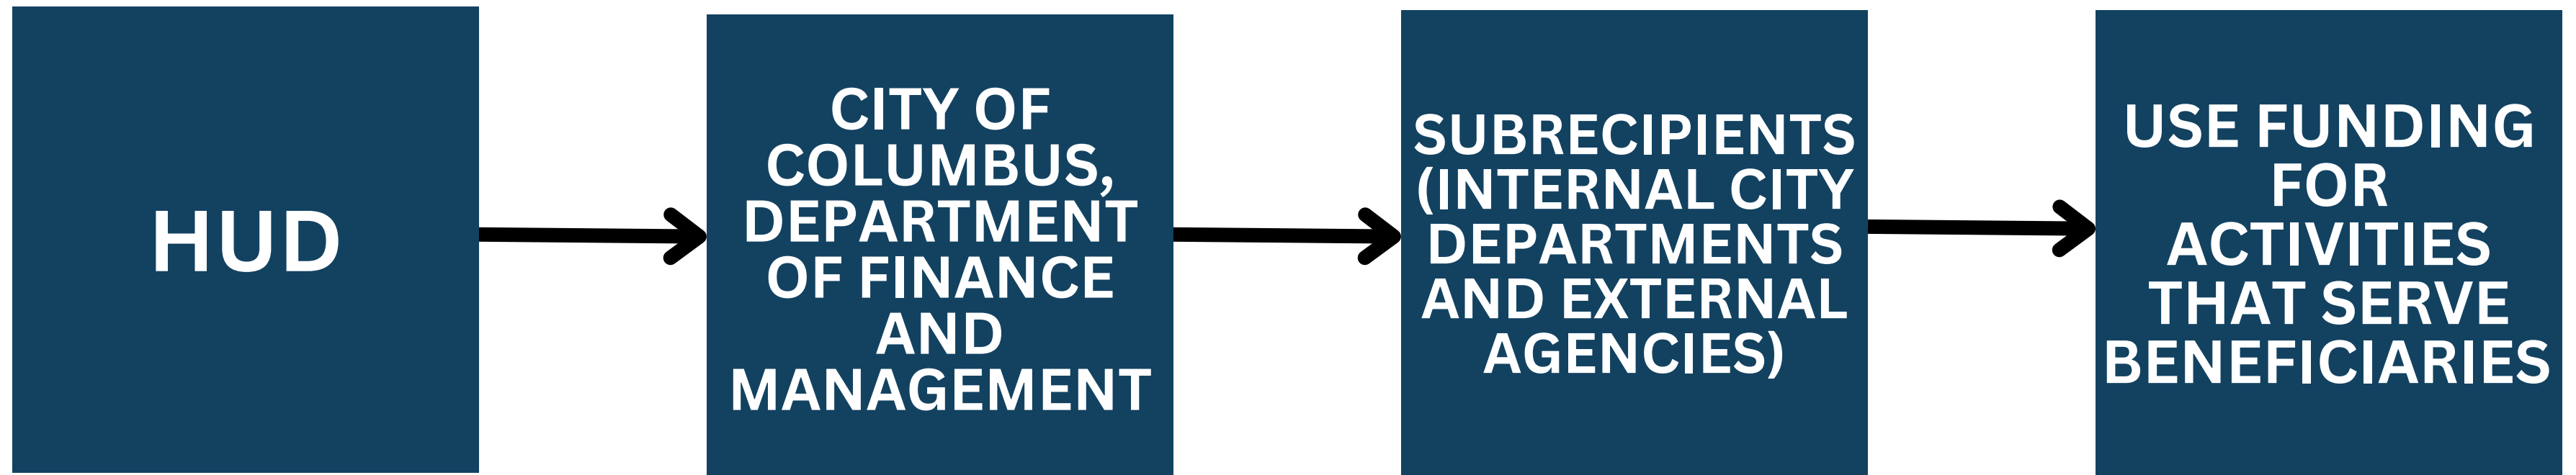 HUD
CITY OF
COLUMBUS,
DEPARTMENT
OF FINANCE
AND
MANAGEMENT
SUBRECIPIENTS
(INTERNAL CITY
DEPARTMENTS
AND EXTERNAL
AGENCIES)
USE FUNDING
FOR
ACTIVITIES
THAT SERVE
BENEFICIARIES